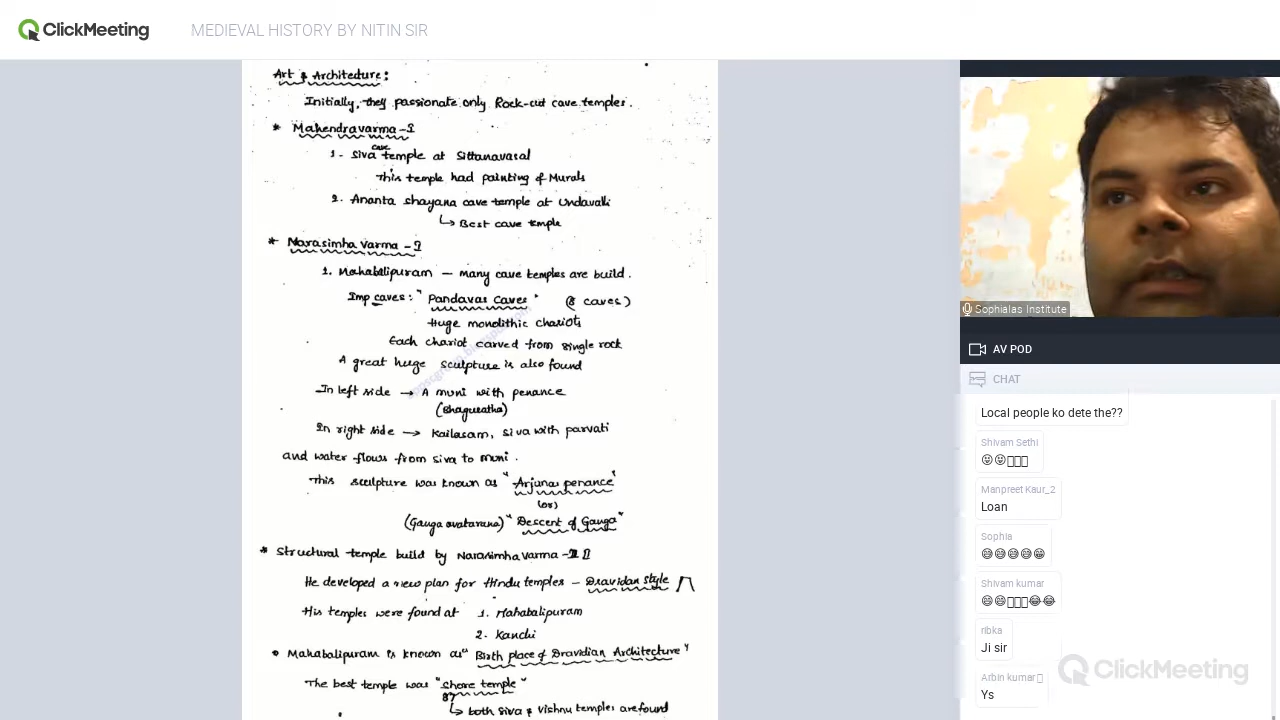 ClickMeeting
MEDIEVAL HISTORY BY NITIN SIR
Art & Architecture:
Initially, they passionate only Rock-cut cave temples.
* Mahendravarma-I
1. Siva cave temple at Sittanavasal
This temple had painting of Murals
2. Ananta shayana cave temple at Undavalli
↳ Best cave temple
* Narasimha Varma-I
1. Mahabalipuram — many cave temples are build.
Imp caves: "Pandavas Caves" (8 caves)
Huge monolithic chariots
Each chariot carved from single rock
A great huge sculpture is also found
In left side → A muni with penance
(Bhaguratha)
In right side → Kailasam, siva with parvati
and water flows from siva to muni.
This sculpture was known as "Arjunas penance"
(or)
(Ganga avatarana) "Descent of Ganga"
* Structural temple build by Narasimha Varma-II
He developed a new plan for Hindu temples - Dravidan style
His temples were found at 1. Mahabalipuram
2. Kanchi
* Mahabalipuram is known as "Birth place of Dravidian Architecture"
The best temple was "Shore temple"
↳ both Siva & Vishnu temples are found
Sophialas Institute
AV POD
CHAT
Local people ko dete the??
Shivam Sethi
Manpreet Kaur_2
Loan
Sophia
Shivam kumar
ribka
Ji sir
Arbin kumar
Ys
ClickMeeting